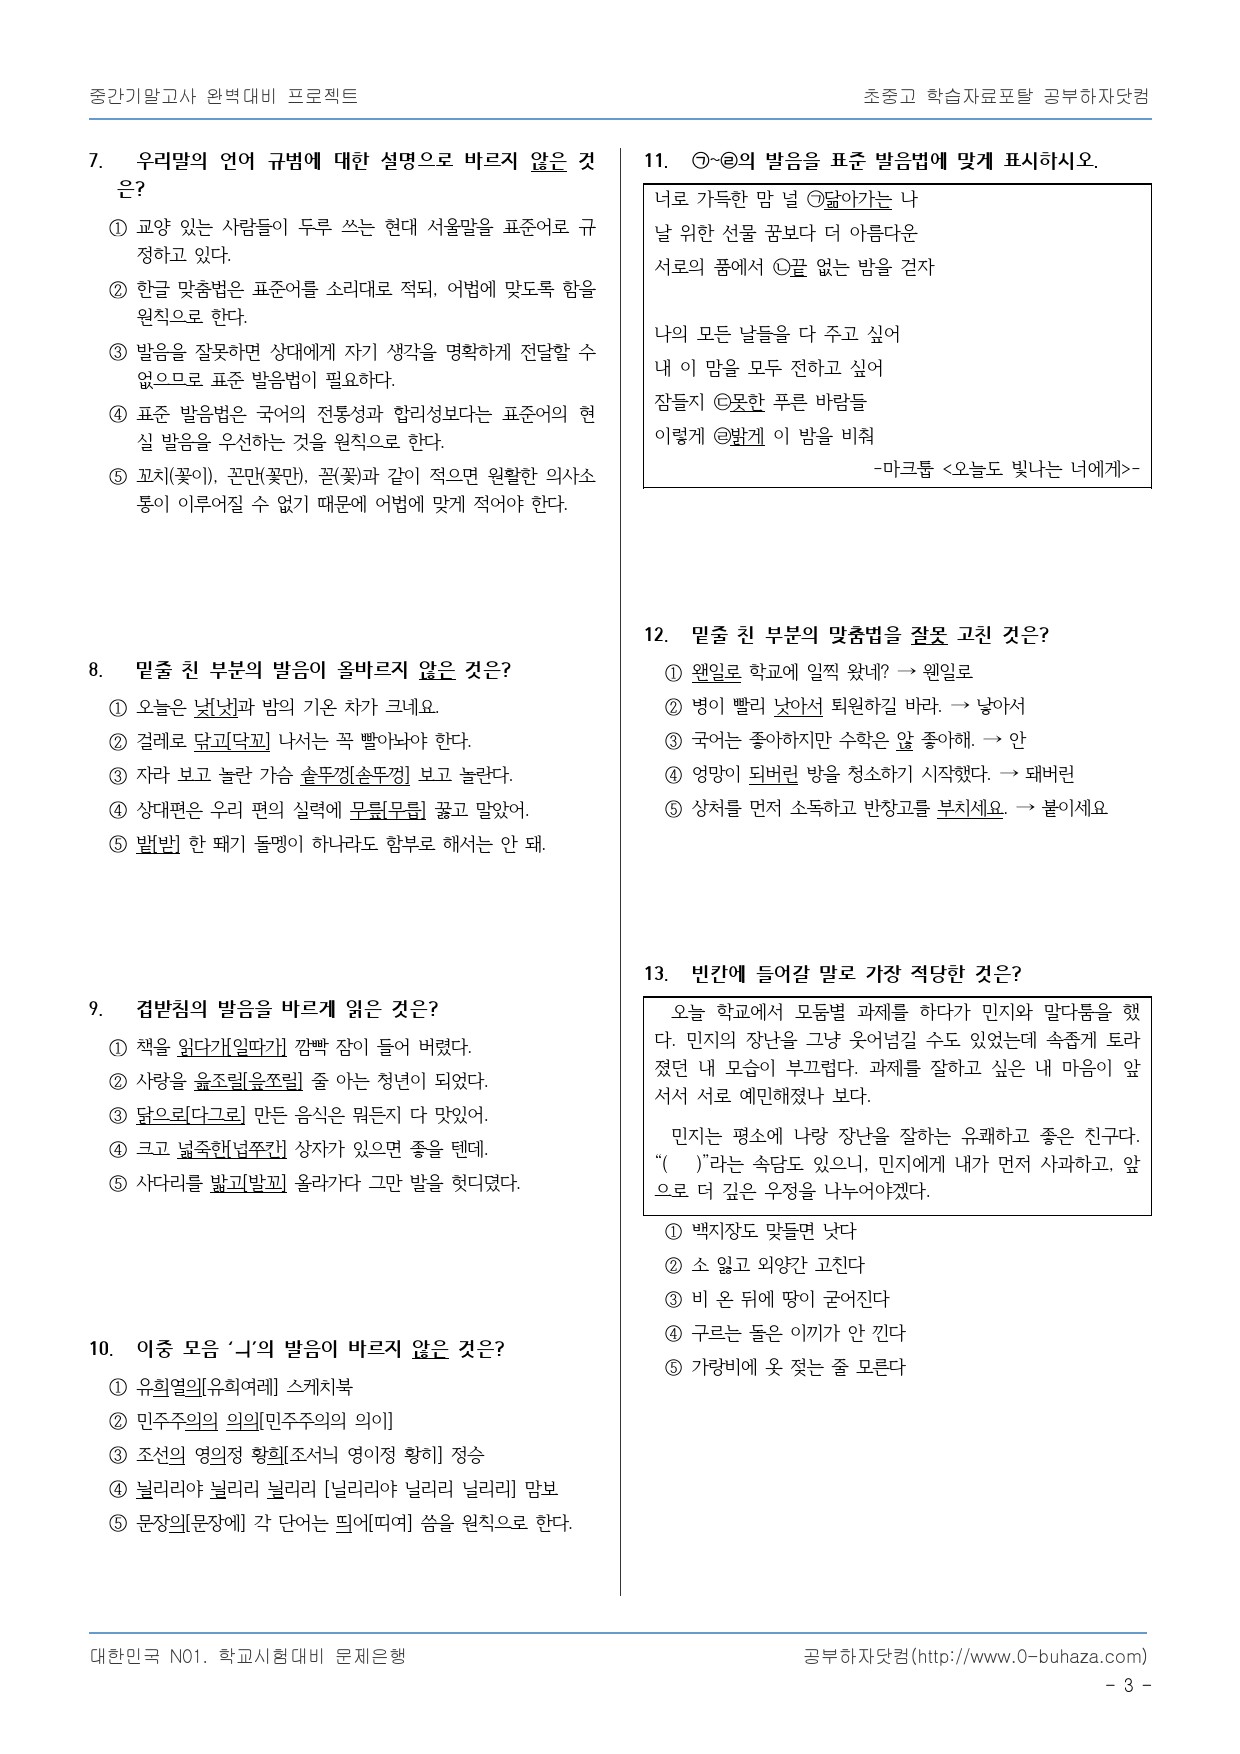 중간기말고사 완벽대비 프로젝트
초중고 학습자료포탈 공부하자닷컴
7. 우리말의 언어 규범에 대한 설명으로 바르지 않은 것
은?
① 교양 있는 사람들이 두루 쓰는 현대 서울말을 표준어로 규
정하고 있다.
② 한글 맞춤법은 표준어를 소리대로 적되, 어법에 맞도록 함을
원칙으로 한다.
③ 발음을 잘못하면 상대에게 자기 생각을 명확하게 전달할 수
없으므로 표준 발음법이 필요하다.
④ 표준 발음법은 국어의 전통성과 합리성보다는 표준어의 현
실 발음을 우선하는 것을 원칙으로 한다.
⑤ 꼬치(꽃이), 꼰만(꽃만), 꼳(꽃)과 같이 적으면 원활한 의사소
통이 이루어질 수 없기 때문에 어법에 맞게 적어야 한다.
8. 밑줄 친 부분의 발음이 올바르지 않은 것은?
① 오늘은 낮[낫]과 밤의 기온 차가 크네요.
② 걸레로 닦고[닥꼬] 나서는 꼭 빨아놔야 한다.
③ 자라 보고 놀란 가슴 솥뚜껑[솓뚜껑] 보고 놀란다.
④ 상대편은 우리 편의 실력에 무릎[무릅] 꿇고 말았어.
⑤ 밭[받] 한 뙈기 돌멩이 하나라도 함부로 해서는 안 돼.
9. 겹받침의 발음을 바르게 읽은 것은?
① 책을 읽다가[일따가] 깜빡 잠이 들어 버렸다.
② 사랑을 읊조릴[읖쪼릴] 줄 아는 청년이 되었다.
③ 닭으로[다그로] 만든 음식은 뭐든지 다 맛있어.
④ 크고 넓죽한[넙쭈칸] 상자가 있으면 좋을 텐데.
⑤ 사다리를 밟고[발꼬] 올라가다 그만 발을 헛디뎠다.
10. 이중 모음 ‘ㅢ’의 발음이 바르지 않은 것은?
① 유희열의[유희여레] 스케치북
② 민주주의의 의의[민주주의의 의이]
③ 조선의 영의정 황희[조서늬 영이정 황히] 정승
④ 늴리리야 늴리리 늴리리 [닐리리야 닐리리 닐리리] 맘보
⑤ 문장의[문장에] 각 단어는 띄어[띠여] 씀을 원칙으로 한다.
11. ㉠~㉣의 발음을 표준 발음법에 맞게 표시하시오.
너로 가득한 맘 널 ㉠닮아가는 나
날 위한 선물 꿈보다 더 아름다운
서로의 품에서 ㉡끝 없는 밤을 걷자
나의 모든 날들을 다 주고 싶어
내 이 맘을 모두 전하고 싶어
잠들지 ㉢못한 푸른 바람들
이렇게 ㉣밝게 이 밤을 비춰
-마크툽 <오늘도 빛나는 너에게>-
12. 밑줄 친 부분의 맞춤법을 잘못 고친 것은?
① 왠일로 학교에 일찍 왔네? → 웬일로
② 병이 빨리 낫아서 퇴원하길 바라. → 낳아서
③ 국어는 좋아하지만 수학은 않 좋아해. → 안
④ 엉망이 되버린 방을 청소하기 시작했다. → 돼버린
⑤ 상처를 먼저 소독하고 반창고를 부치세요. → 붙이세요
13. 빈칸에 들어갈 말로 가장 적당한 것은?
오늘 학교에서 모둠별 과제를 하다가 민지와 말다툼을 했
다. 민지의 장난을 그냥 웃어넘길 수도 있었는데 속좁게 토라
졌던 내 모습이 부끄럽다. 과제를 잘하고 싶은 내 마음이 앞
서서 서로 예민해졌나 보다.
민지는 평소에 나랑 장난을 잘하는 유쾌하고 좋은 친구다.
“( )”라는 속담도 있으니, 민지에게 내가 먼저 사과하고, 앞
으로 더 깊은 우정을 나누어야겠다.
① 백지장도 맞들면 낫다
② 소 잃고 외양간 고친다
③ 비 온 뒤에 땅이 굳어진다
④ 구르는 돌은 이끼가 안 낀다
⑤ 가랑비에 옷 젖는 줄 모른다
대한민국 N01. 학교시험대비 문제은행
공부하자닷컴(http://www.0-buhaza.com)
- 3 -